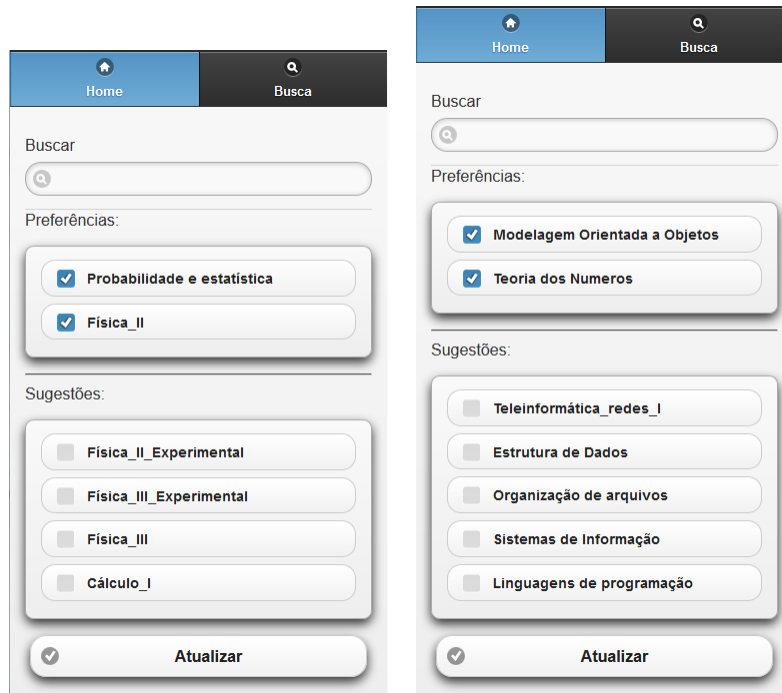 Home
Busca
Buscar
Preferências:
Probabilidade e estatística
Física_II
Sugestões:
Física_II_Experimental
Física_III_Experimental
Física_III
Cálculo_I
Atualizar
Home
Busca
Buscar
Preferências:
Modelagem Orientada a Objetos
Teoria dos Numeros
Sugestões:
Teleinformática_redes_I
Estrutura de Dados
Organização de arquivos
Sistemas de Informação
Linguagens de programação
Atualizar